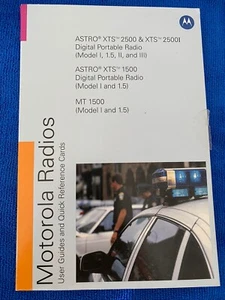 ASTRO® XTS™ 2500 & XTS™ 2500I
Digital Portable Radio
(Model I, 1.5, II, and III)
ASTRO® XTS™ 1500
Digital Portable Radio
(Model I and 1.5)
MT 1500
(Model I and 1.5)
Motorola Radios
User Guides and Quick Reference Cards